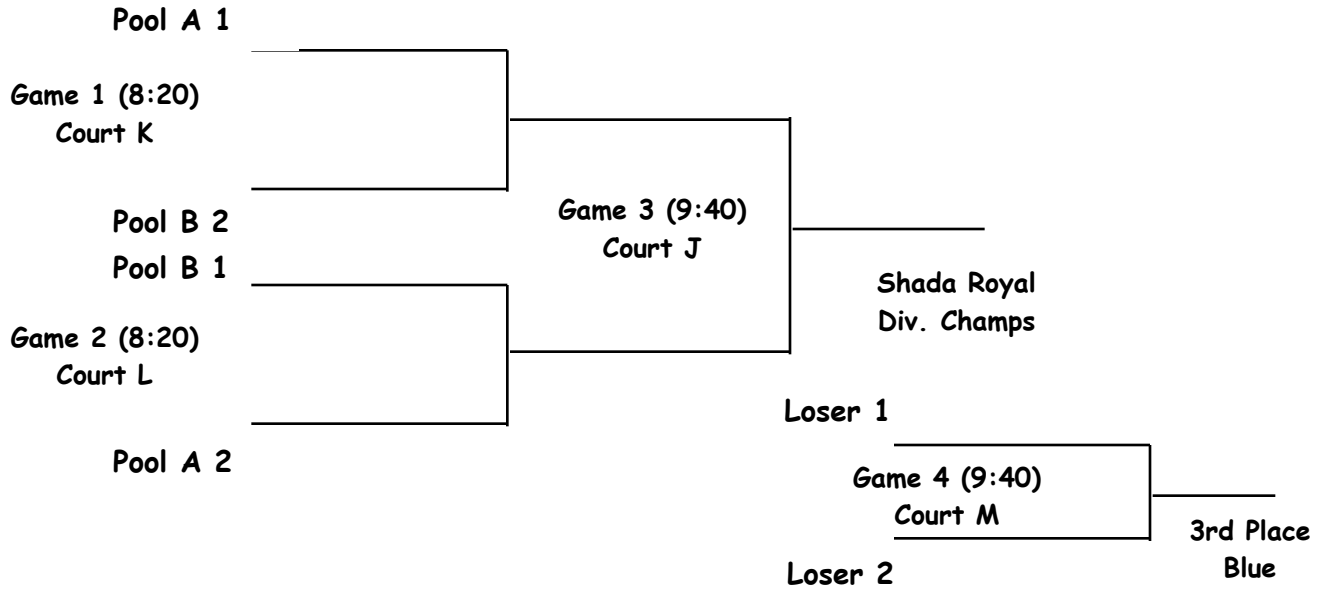 Pool A 1
Game 1 (8:20)
Court K
Pool B 2
Pool B 1
Game 2 (8:20)
Court L
Pool A 2
Game 3 (9:40)
Court J
Shada Royal
Div. Champs
Loser 1
Game 4 (9:40)
Court M
Loser 2
3rd Place
Blue